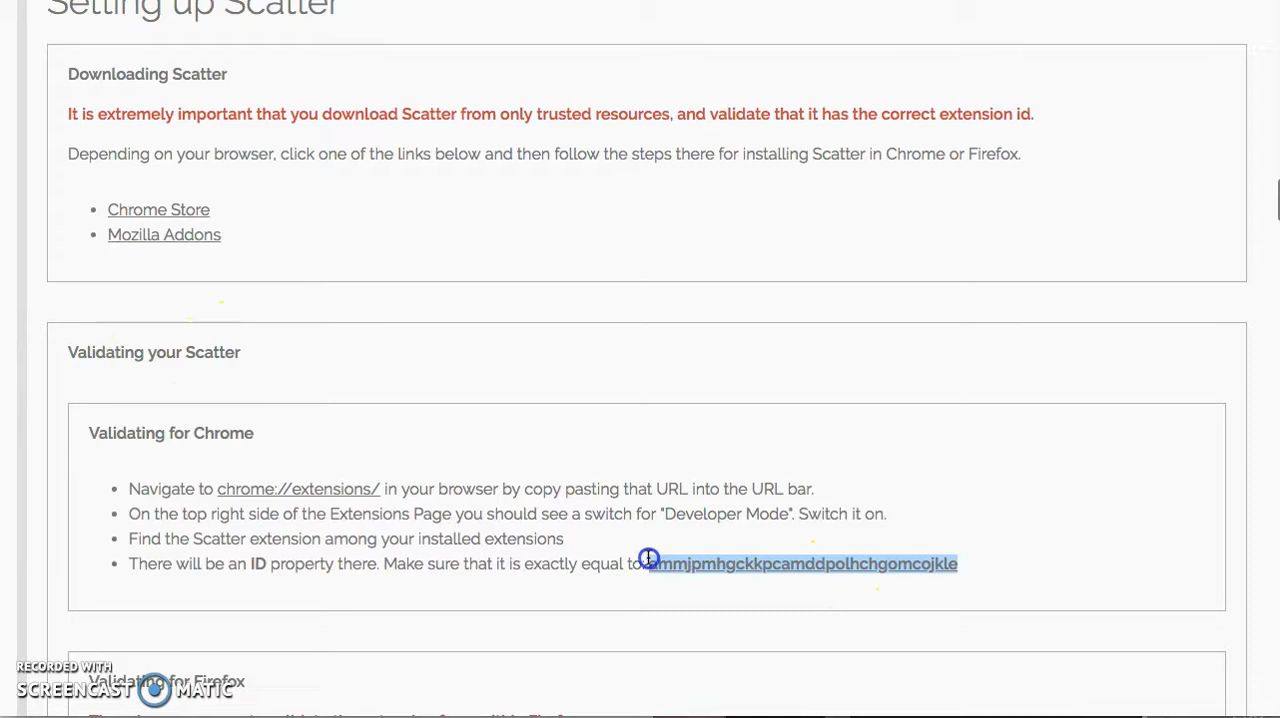 Setting up Scatter
Downloading Scatter
It is extremely important that you download Scatter from only trusted resources, and validate that it has the correct extension id.
Depending on your browser, click one of the links below and then follow the steps there for installing Scatter in Chrome or Firefox.
• Chrome Store
• Mozilla Addons
Validating your Scatter
Validating for Chrome
• Navigate to chrome://extensions/ in your browser by copy pasting that URL into the URL bar.
• On the top right side of the Extensions Page you should see a switch for "Developer Mode". Switch it on.
• Find the Scatter extension among your installed extensions
• There will be an ID property there. Make sure that it is exactly equal to
Validating for Firefox
RECORDED WITH
SCREENCAST MATIC